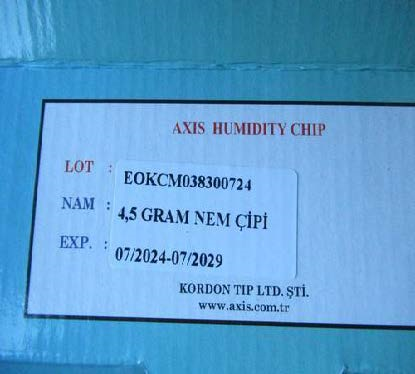 AXIS HUMIDITY CHIP
LOT : EOKCM038300724
NAM : 4,5 GRAM NEM ÇİPİ
EXP. : 07/2024-07/2029
KORDON TIP LTD. ŞTİ.
www.axis.com.tr